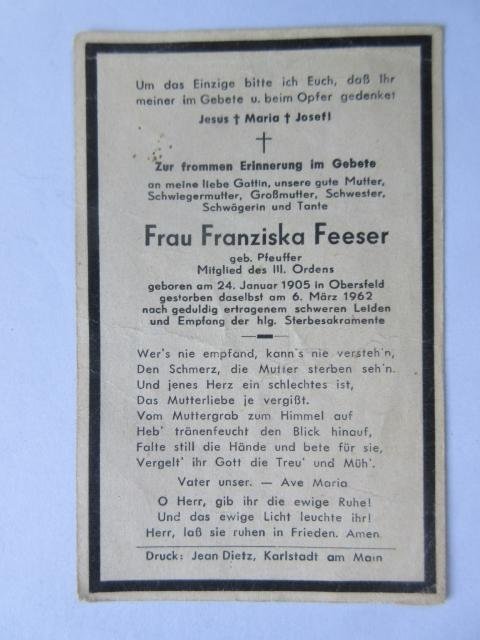 Um das Einzige bitte ich Euch, daß Ihr
meiner im Gebete u. beim Opfer gedenket
Jesus † Maria † Josef!
Zur frommen Erinnerung im Gebete
an meine liebe Gattin, unsere gute Mutter,
Schwiegermutter, Großmutter, Schwester,
Schwägerin und Tante
Frau Franziska Feeser
geb. Pfeuffer
Mitglied des III. Ordens
geboren am 24. Januar 1905 in Obersfeld
gestorben daselbst am 6. März 1962
nach geduldig ertragenem schweren Leiden
und Empfang der hlg. Sterbesakramente
Wer's nie empfand, kann's nie versteh'n,
Den Schmerz, die Mutter sterben seh'n.
Und jenes Herz ein schlechtes ist,
Das Mutterliebe je vergißt.
Vom Muttergrab zum Himmel auf
Heb' tränenfeucht den Blick hinauf,
Falte still die Hände und bete für sie,
Vergelt' ihr Gott die Treu' und Müh'.
Vater unser. — Ave Maria
O Herr, gib ihr die ewige Ruhe!
Und das ewige Licht leuchte ihr!
Herr, laß sie ruhen in Frieden. Amen.
Druck: Jean Dietz, Karlstadt am Main